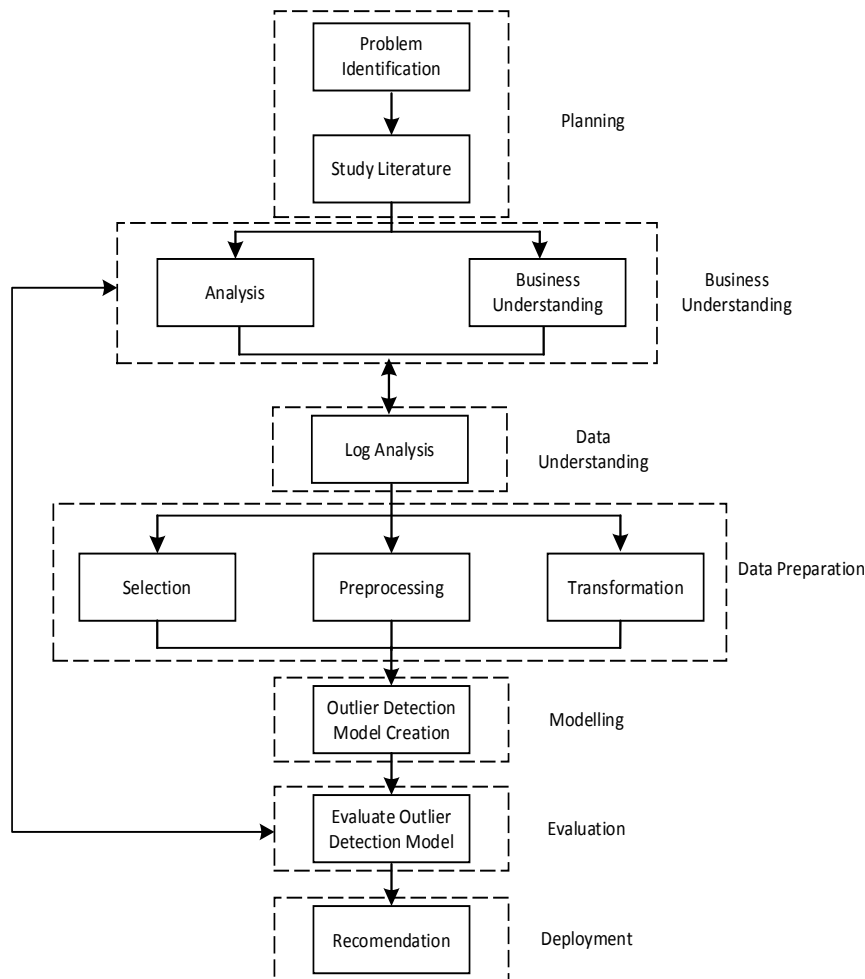 Problem
Identification
Planning
Study Literature
Analysis
Business
Understanding
Business
Understanding
Log Analysis
Data
Understanding
Selection
Preprocessing
Transformation
Data Preparation
Outlier Detection
Model Creation
Modelling
Evaluate Outlier
Detection Model
Evaluation
Recomendation
Deployment